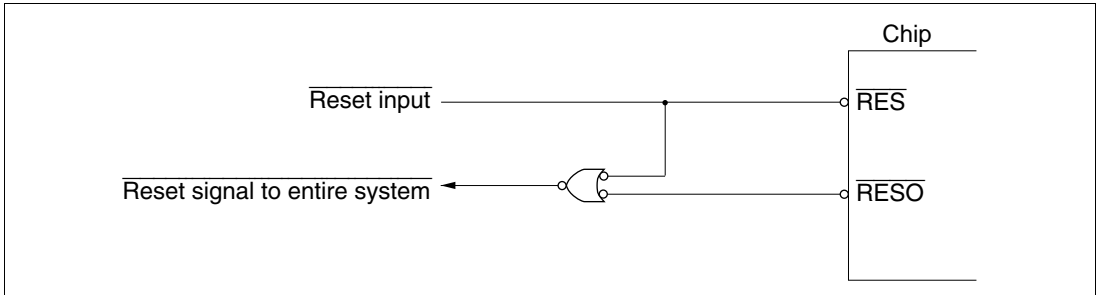 Chip
Reset input
RES
Reset signal to entire system
RESO